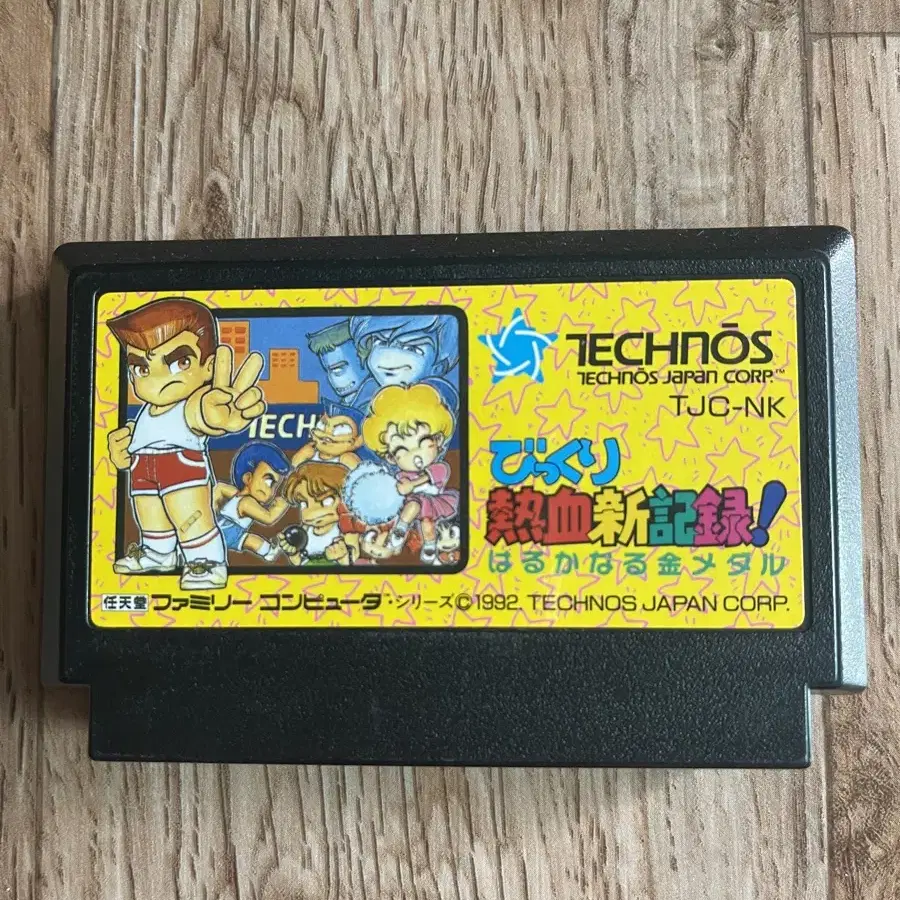 TECHNŌS
TECHNŌS JAPAN CORP.™
TJC-NK
TECH
びっくり
熱血新記録!
はるかなる金メダル
任天堂 ファミリー コンピュータ・シリーズ©1992 TECHNOS JAPAN CORP.